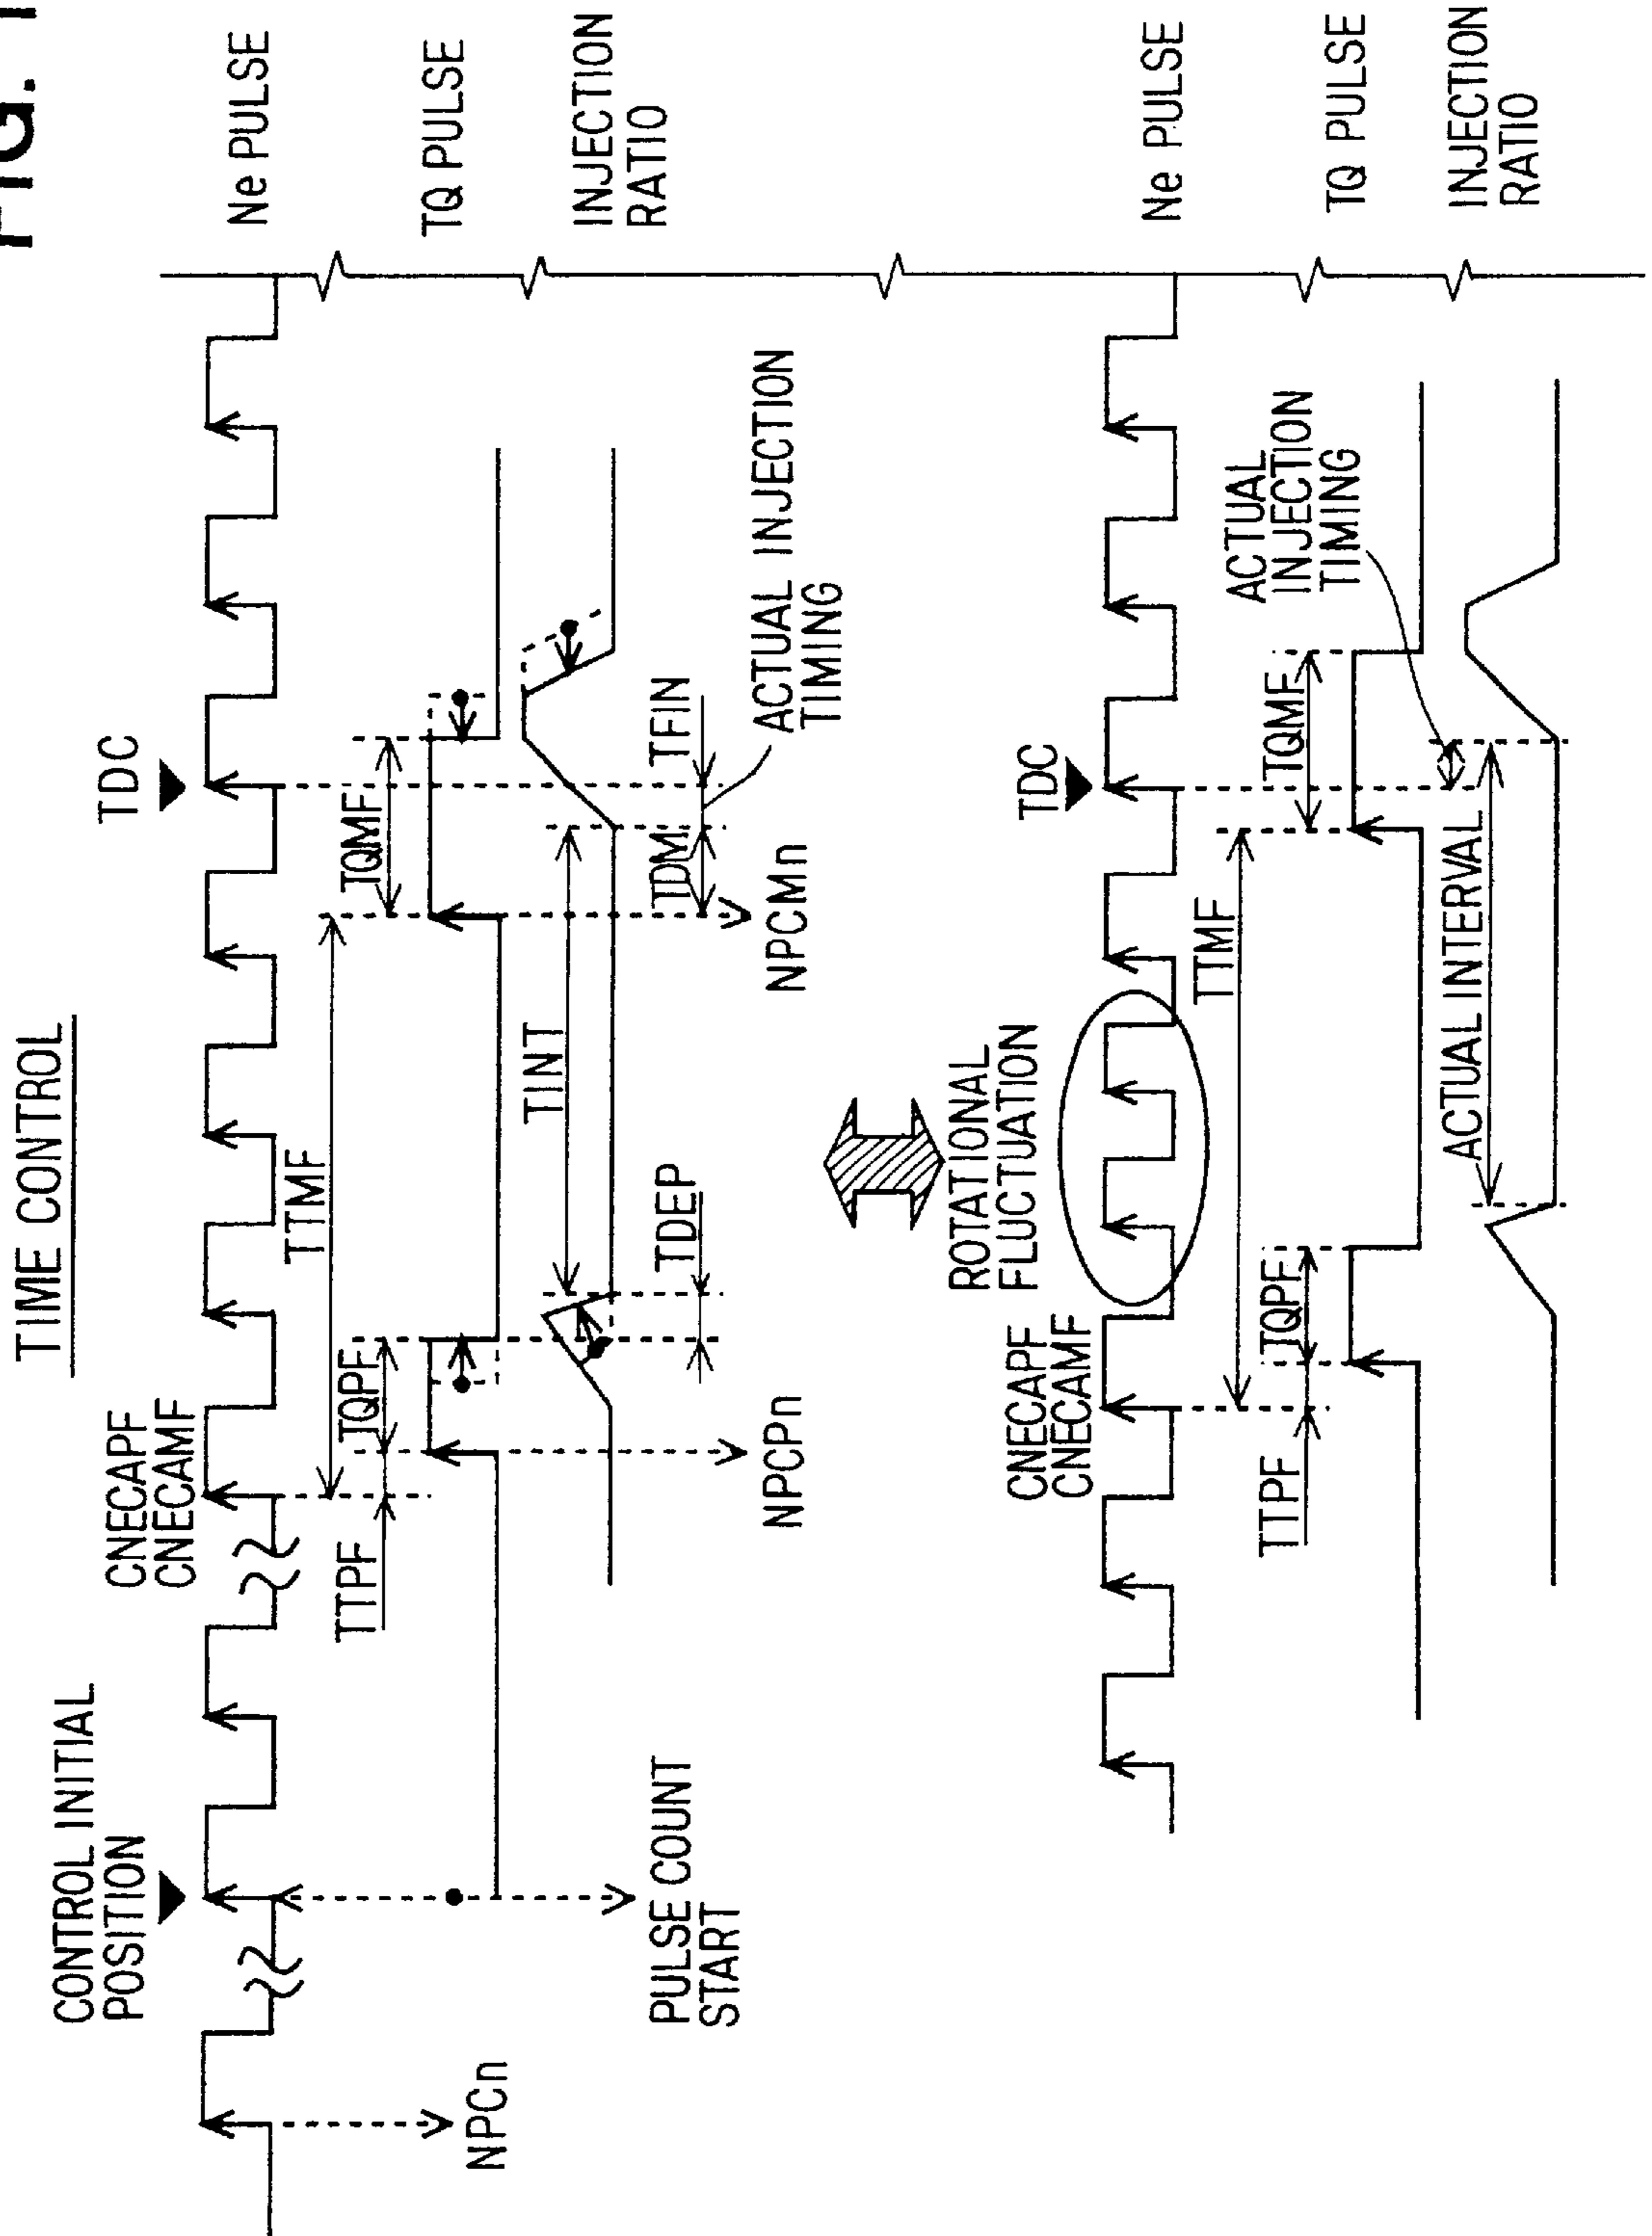 FIG. 1
TIME CONTROL
CONTROL INITIAL
POSITION
CNECAPF
CNECAMF
TDC
Ne PULSE
TTMF
TTPF
TQPF
TQMF
TQ PULSE
NPCn
TINT
INJECTION
RATIO
PULSE COUNT
START
TDEP
TDM
TFIN
NPCPn
NPCMn
ACTUAL INJECTION
TIMING
ROTATIONAL
FLUCTUATION
CNECAPF
CNECAMF
TDC
Ne PULSE
TTMF
ACTUAL
INJECTION
TIMING
TTPF
TQPF
TQMF
TQ PULSE
ACTUAL INTERVAL
INJECTION
RATIO